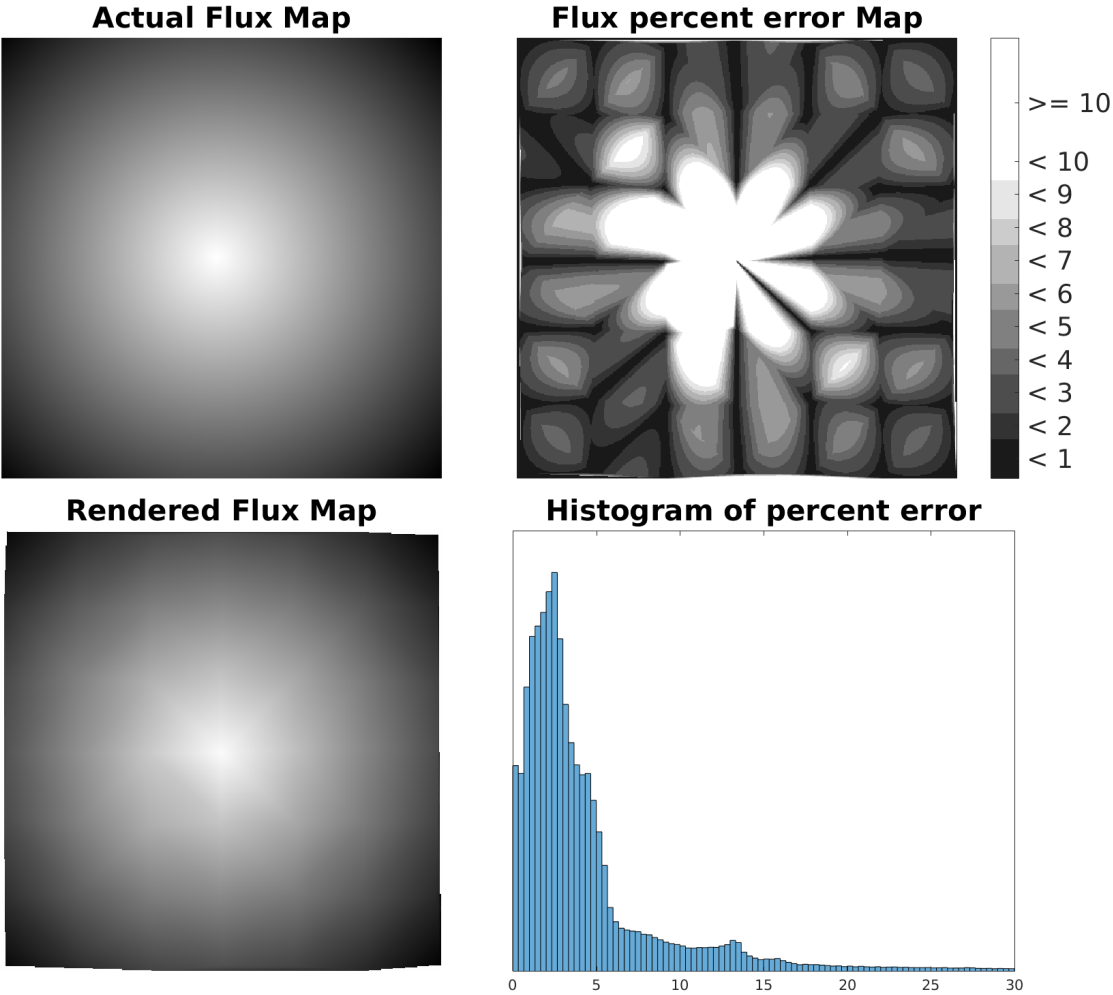 Actual Flux Map
Flux percent error Map
>= 10
< 10
< 9
< 8
< 7
< 6
< 5
< 4
< 3
< 2
< 1
Rendered Flux Map
Histogram of percent error
0 5 10 15 20 25 30